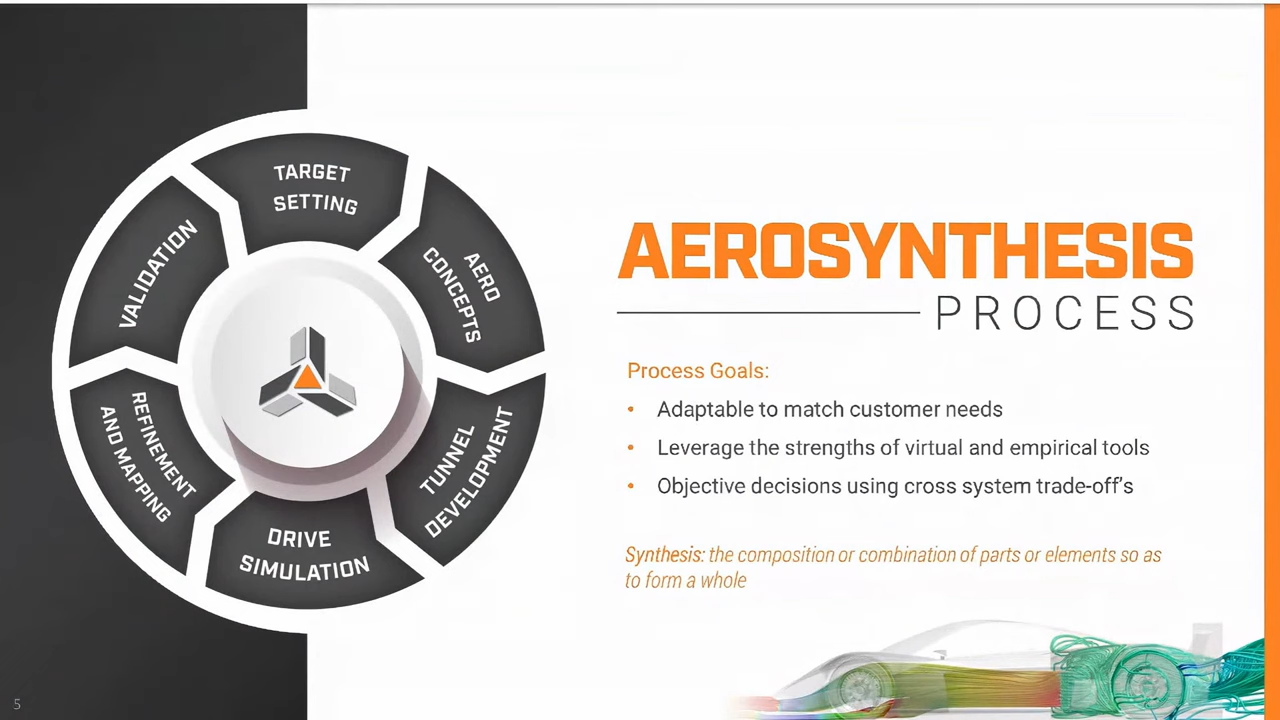 TARGET
SETTING
AERO
CONCEPTS
TUNNEL
DEVELOPMENT
DRIVE
SIMULATION
REFINEMENT
AND MAPPING
VALIDATION
AEROSYNTHESIS
PROCESS
Process Goals:
• Adaptable to match customer needs
• Leverage the strengths of virtual and empirical tools
• Objective decisions using cross system trade-off's
Synthesis: the composition or combination of parts or elements so as
to form a whole
5